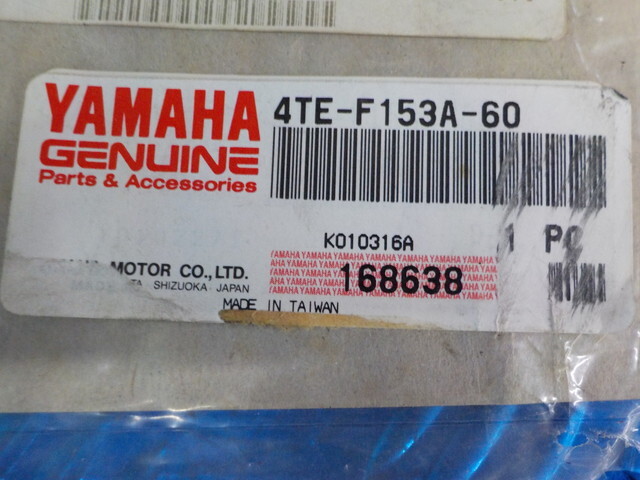 YAMAHA
GENUINE
Parts & Accessories
4TE-F153A-60
K010316A
1 PC
MOTOR CO.,LTD.
SHIZUOKA JAPAN
168638
MADE IN TAIWAN